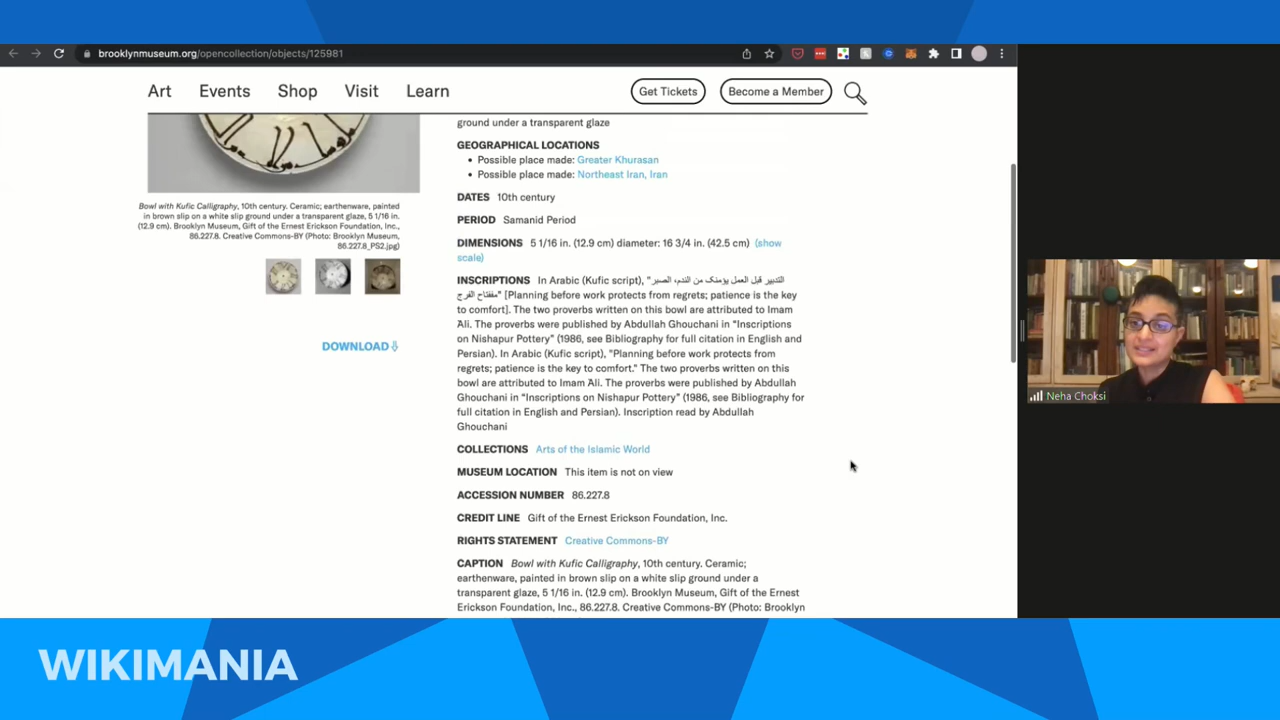 brooklynmuseum.org/opencollection/objects/125981
Art Events Shop Visit Learn
Get Tickets Become a Member
ground under a transparent glaze
GEOGRAPHICAL LOCATIONS
• Possible place made: Greater Khurasan
• Possible place made: Northeast Iran, Iran
DATES 10th century
PERIOD Samanid Period
DIMENSIONS 5 1/16 in. (12.9 cm) diameter: 16 3/4 in. (42.5 cm) (show
scale)
INSCRIPTIONS In Arabic (Kufic script), "التدبير قبل العمل يؤمنک من الندم، الصبر
مفتاح الفرج" [Planning before work protects from regrets; patience is the key
to comfort]. The two proverbs written on this bowl are attributed to Imam
'Ali. The proverbs were published by Abdullah Ghouchani in “Inscriptions
on Nishapur Pottery” (1986, see Bibliography for full citation in English and
Persian). In Arabic (Kufic script), "Planning before work protects from
regrets; patience is the key to comfort." The two proverbs written on this
bowl are attributed to Imam 'Ali. The proverbs were published by Abdullah
Ghouchani in “Inscriptions on Nishapur Pottery” (1986, see Bibliography for
full citation in English and Persian). Inscription read by Abdullah
Ghouchani
COLLECTIONS Arts of the Islamic World
MUSEUM LOCATION This item is not on view
ACCESSION NUMBER 86.227.8
CREDIT LINE Gift of the Ernest Erickson Foundation, Inc.
RIGHTS STATEMENT Creative Commons-BY
CAPTION Bowl with Kufic Calligraphy, 10th century. Ceramic;
earthenware, painted in brown slip on a white slip ground under a
transparent glaze, 5 1/16 in. (12.9 cm). Brooklyn Museum, Gift of the Ernest
Erickson Foundation, Inc., 86.227.8. Creative Commons-BY (Photo: Brooklyn
Bowl with Kufic Calligraphy, 10th century. Ceramic; earthenware, painted
in brown slip on a white slip ground under a transparent glaze, 5 1/16 in.
(12.9 cm). Brooklyn Museum, Gift of the Ernest Erickson Foundation, Inc.,
86.227.8. Creative Commons-BY (Photo: Brooklyn Museum,
86.227.8_PS2.jpg)
DOWNLOAD
Neha Choksi
WIKIMANIA